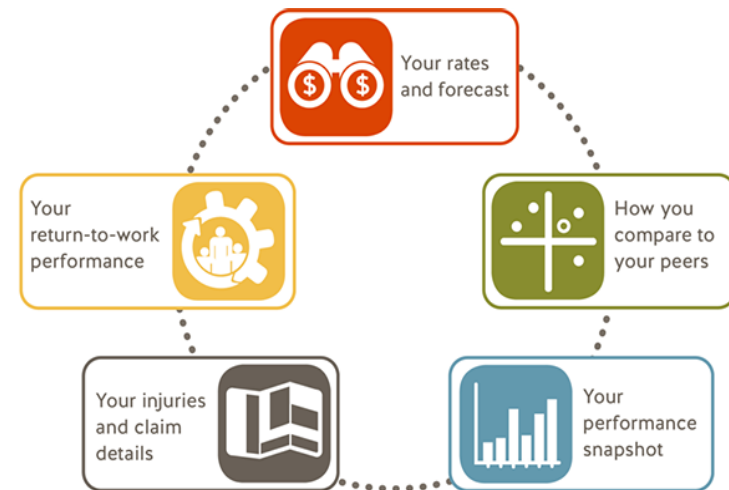 $ $
Your rates
and forecast
Your
return-to-work
performance
How you
compare to
your peers
Your injuries
and claim
details
Your
performance
snapshot